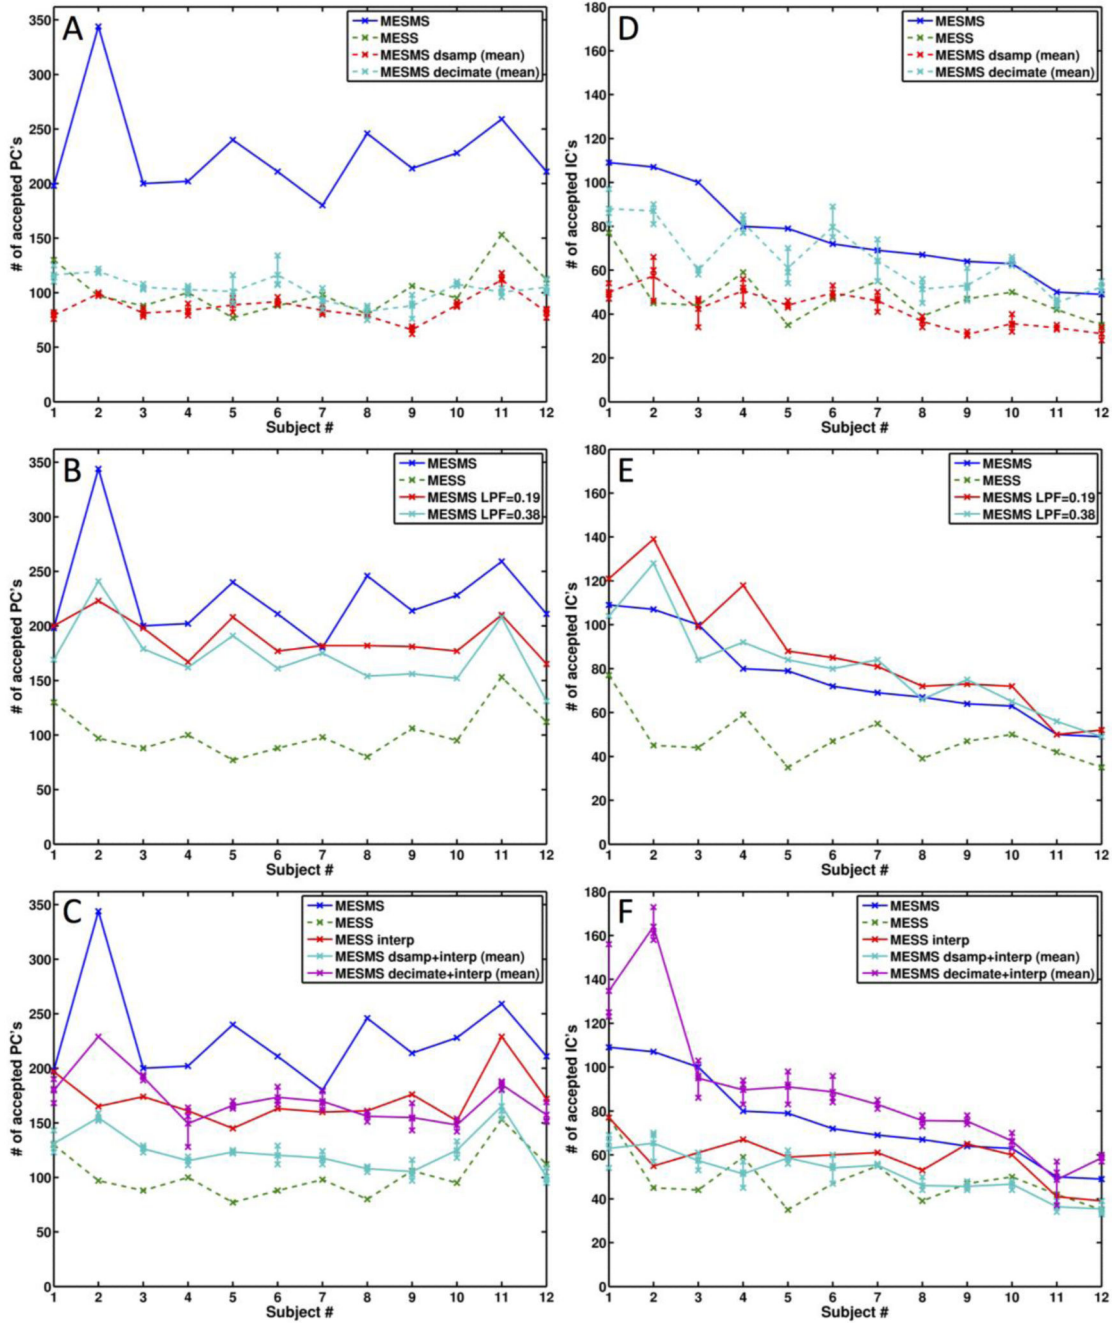 A
MESMS
MESS
MESMS dsamp (mean)
MESMS decimate (mean)
# of accepted PC's
350
300
250
200
150
100
50
0
1 2 3 4 5 6 7 8 9 10 11 12
Subject #
D
MESMS
MESS
MESMS dsamp (mean)
MESMS decimate (mean)
# of accepted IC's
180
160
140
120
100
80
60
40
20
0
1 2 3 4 5 6 7 8 9 10 11 12
Subject #
B
MESMS
MESS
MESMS LPF=0.19
MESMS LPF=0.38
# of accepted PC's
350
300
250
200
150
100
50
0
1 2 3 4 5 6 7 8 9 10 11 12
Subject #
E
MESMS
MESS
MESMS LPF=0.19
MESMS LPF=0.38
# of accepted IC's
180
160
140
120
100
80
60
40
20
0
1 2 3 4 5 6 7 8 9 10 11 12
Subject #
C
MESMS
MESS
MESS interp
MESMS dsamp+interp (mean)
MESMS decimate+interp (mean)
# of accepted PC's
350
300
250
200
150
100
50
0
1 2 3 4 5 6 7 8 9 10 11 12
Subject #
F
MESMS
MESS
MESS interp
MESMS dsamp+interp (mean)
MESMS decimate+interp (mean)
# of accepted IC's
180
160
140
120
100
80
60
40
20
0
1 2 3 4 5 6 7 8 9 10 11 12
Subject #